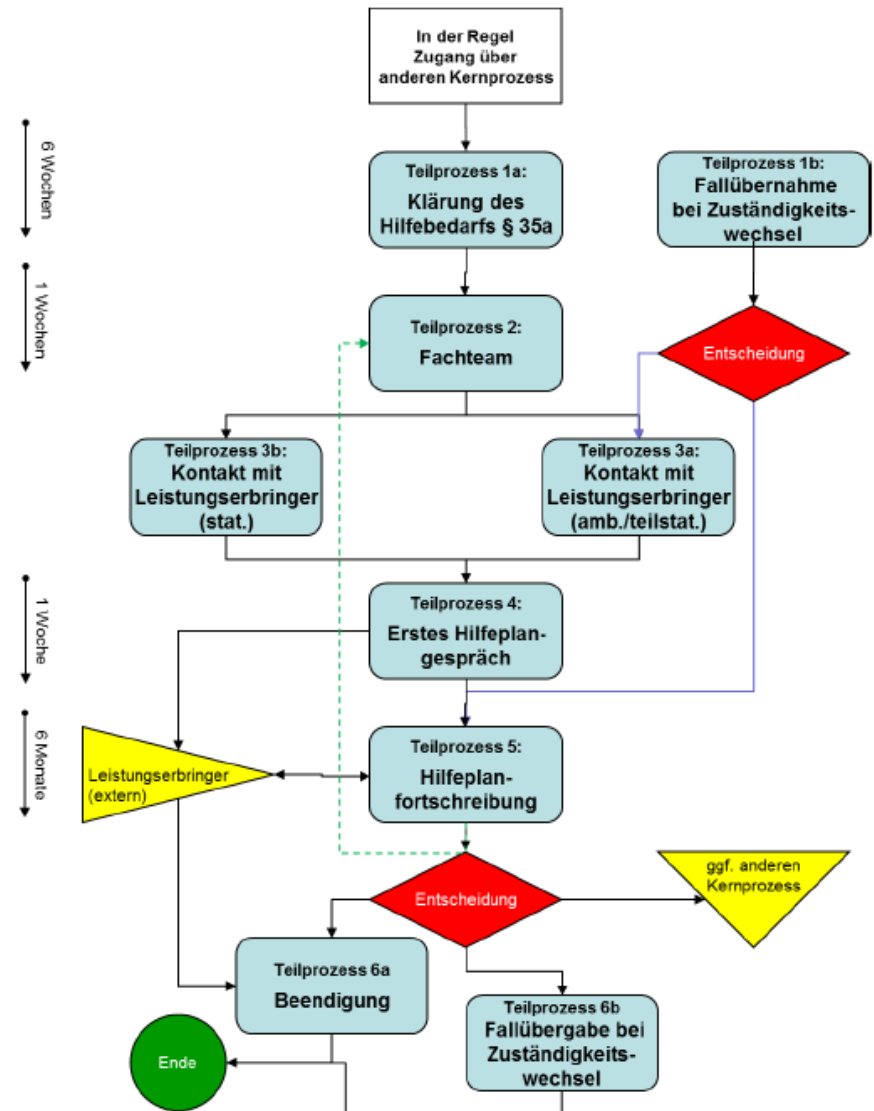 In der Regel
Zugang über
anderen Kernprozess
6 Wochen
Teilprozess 1a:
Klärung des
Hilfebedarfs § 35a
Teilprozess 1b:
Fallübernahme
bei Zuständigkeits-
wechsel
1 Wochen
Teilprozess 2:
Fachteam
Entscheidung
Teilprozess 3b:
Kontakt mit
Leistungserbringer
(stat.)
Teilprozess 3a:
Kontakt mit
Leistungserbringer
(amb./teilstat.)
1 Woche
Teilprozess 4:
Erstes Hilfeplan-
gespräch
6 Monate
Leistungserbringer
(extern)
Teilprozess 5:
Hilfeplan-
fortschreibung
Entscheidung
ggf. anderen
Kernprozess
Teilprozess 6a
Beendigung
Teilprozess 6b
Fallübergabe bei
Zuständigkeits-
wechsel
Ende